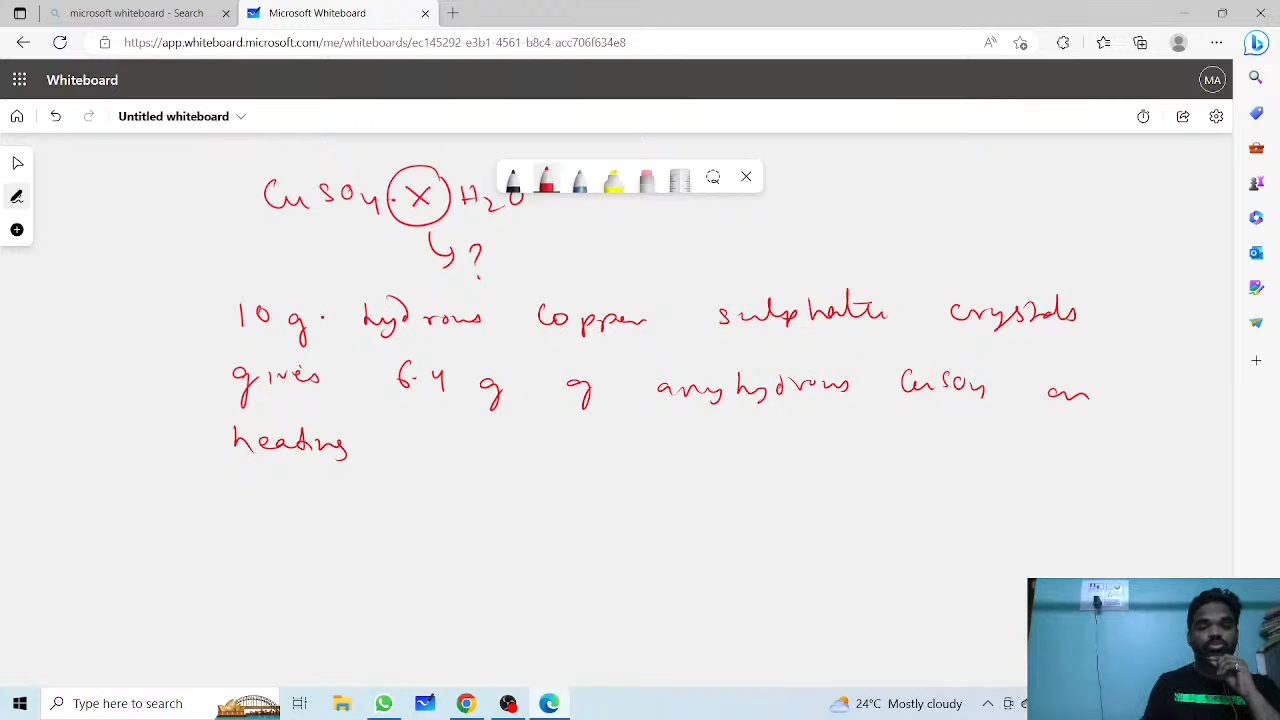 microsoft whiteboard - Search
Microsoft Whiteboard
https://app.whiteboard.microsoft.com/me/whiteboards/ec145292-e3b1-4561-b8c4-acc706f634e8
Whiteboard
MA
Untitled whiteboard
CuSO4 . X H2O
?
10 g. hydrous copper sulphate crystals
gives 6.4 g of anyhydrous CuSO4 on
heating
Type here to search
24°C Mostly cloudy